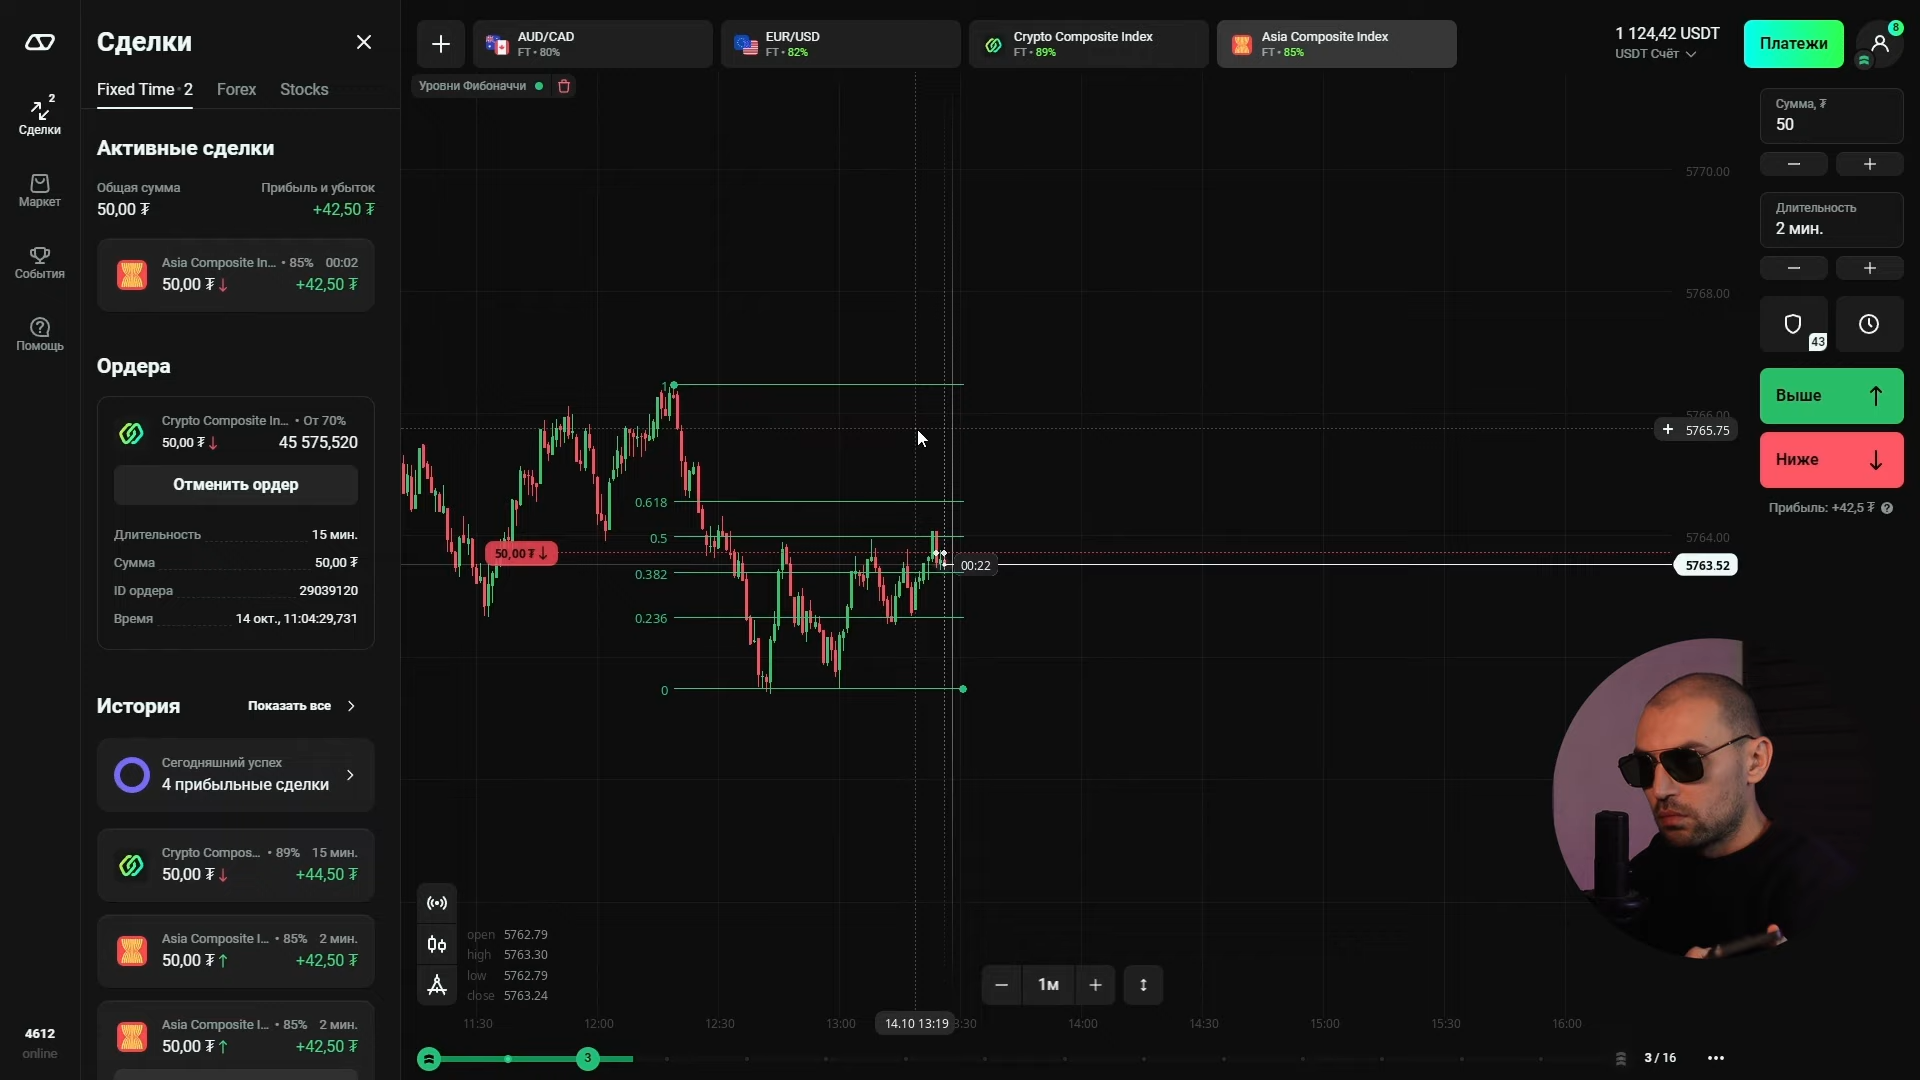 Сделки
2
Сделки
Маркет
События
Помощь
4612
online
Fixed Time · 2
Forex
Stocks
Активные сделки
Общая сумма
Прибыль и убыток
50,00 ₮
+42,50 ₮
Asia Composite In... • 85% 00:02
50,00 ₮ ↓ +42,50 ₮
Ордера
Crypto Composite In... • От 70%
50,00 ₮ ↓ 45 575,520
Отменить ордер
Длительность 15 мин.
Сумма 50,00 ₮
ID ордера 29039120
Время 14 окт., 11:04:29,731
История
Показать все
Сегодняшний успех
4 прибыльные сделки
Crypto Compos... • 89% 15 мин.
50,00 ₮ ↓ +44,50 ₮
Asia Composite I... • 85% 2 мин.
50,00 ₮ ↑ +42,50 ₮
Asia Composite I... • 85% 2 мин.
50,00 ₮ ↑ +42,50 ₮
AUD/CAD
FT • 80%
EUR/USD
FT • 82%
Crypto Composite Index
FT • 89%
Asia Composite Index
FT • 85%
1 124,42 USDT
USDT Счёт
Платежи
8
Уровни Фибоначчи
5770.00
5768.00
5766.00
5765.75
5764.00
5763.52
1
0.618
0.5
0.382
0.236
0
50,00 ₮ ↓
00:22
open 5762.79
high 5763.30
low 5762.79
close 5763.24
1м
11:30
12:00
12:30
13:00
14.10 13:19
3:30
14:00
14:30
15:00
15:30
16:00
3
3 / 16
Сумма, ₮
50
Длительность
2 мин.
43
Выше
Ниже
Прибыль: +42,5 ₮